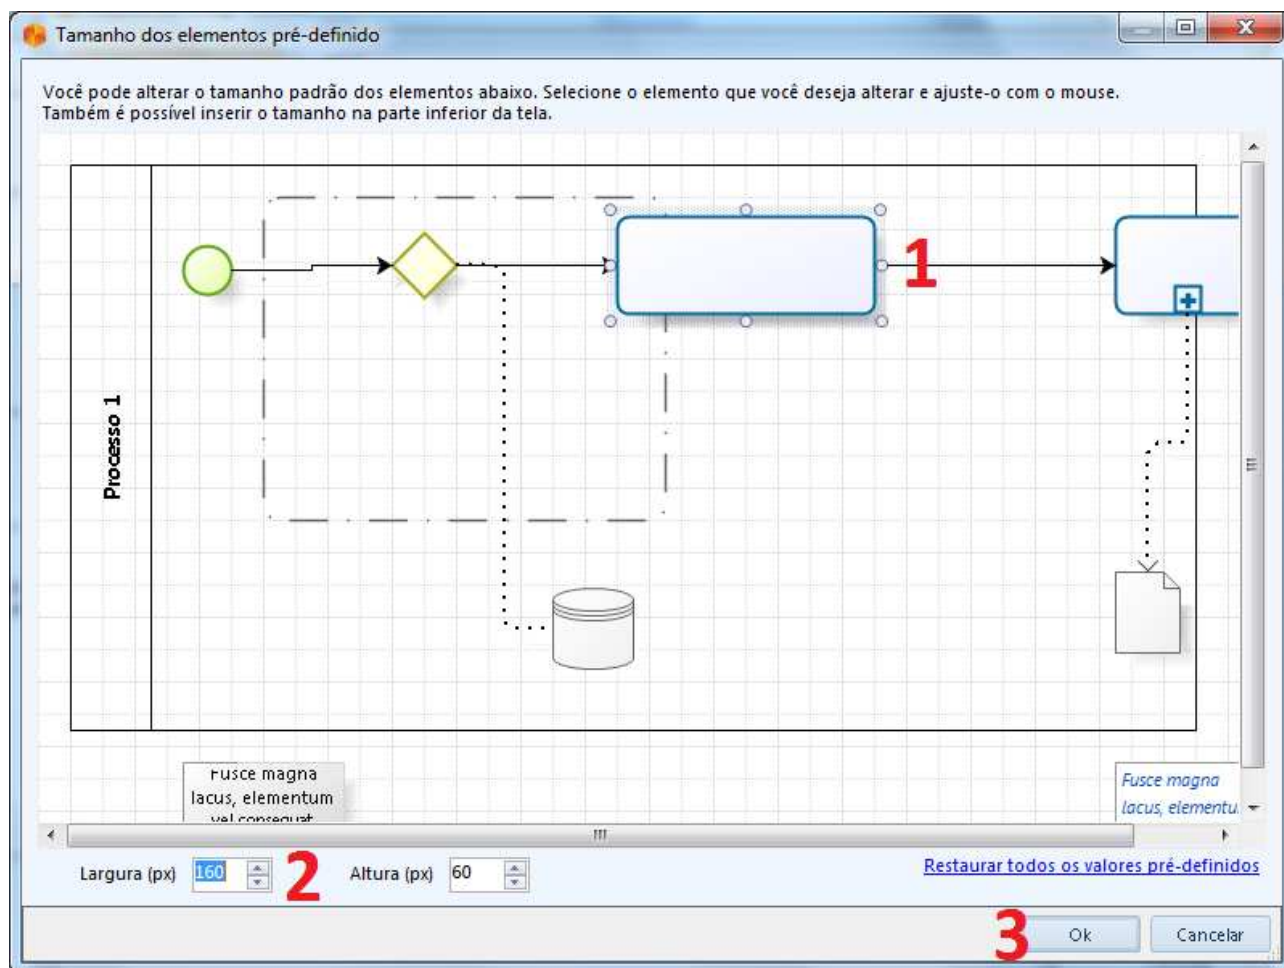 Tamanho dos elementos pré-definido
Você pode alterar o tamanho padrão dos elementos abaixo. Selecione o elemento que você deseja alterar e ajuste-o com o mouse.
Também é possível inserir o tamanho na parte inferior da tela.
1
Processo 1
Fusce magna
lacus, elementum
vel consequat
Fusce magna
lacus, elementu
Largura (px) 160 2 Altura (px) 60
Restaurar todos os valores pré-definidos
3 Ok Cancelar